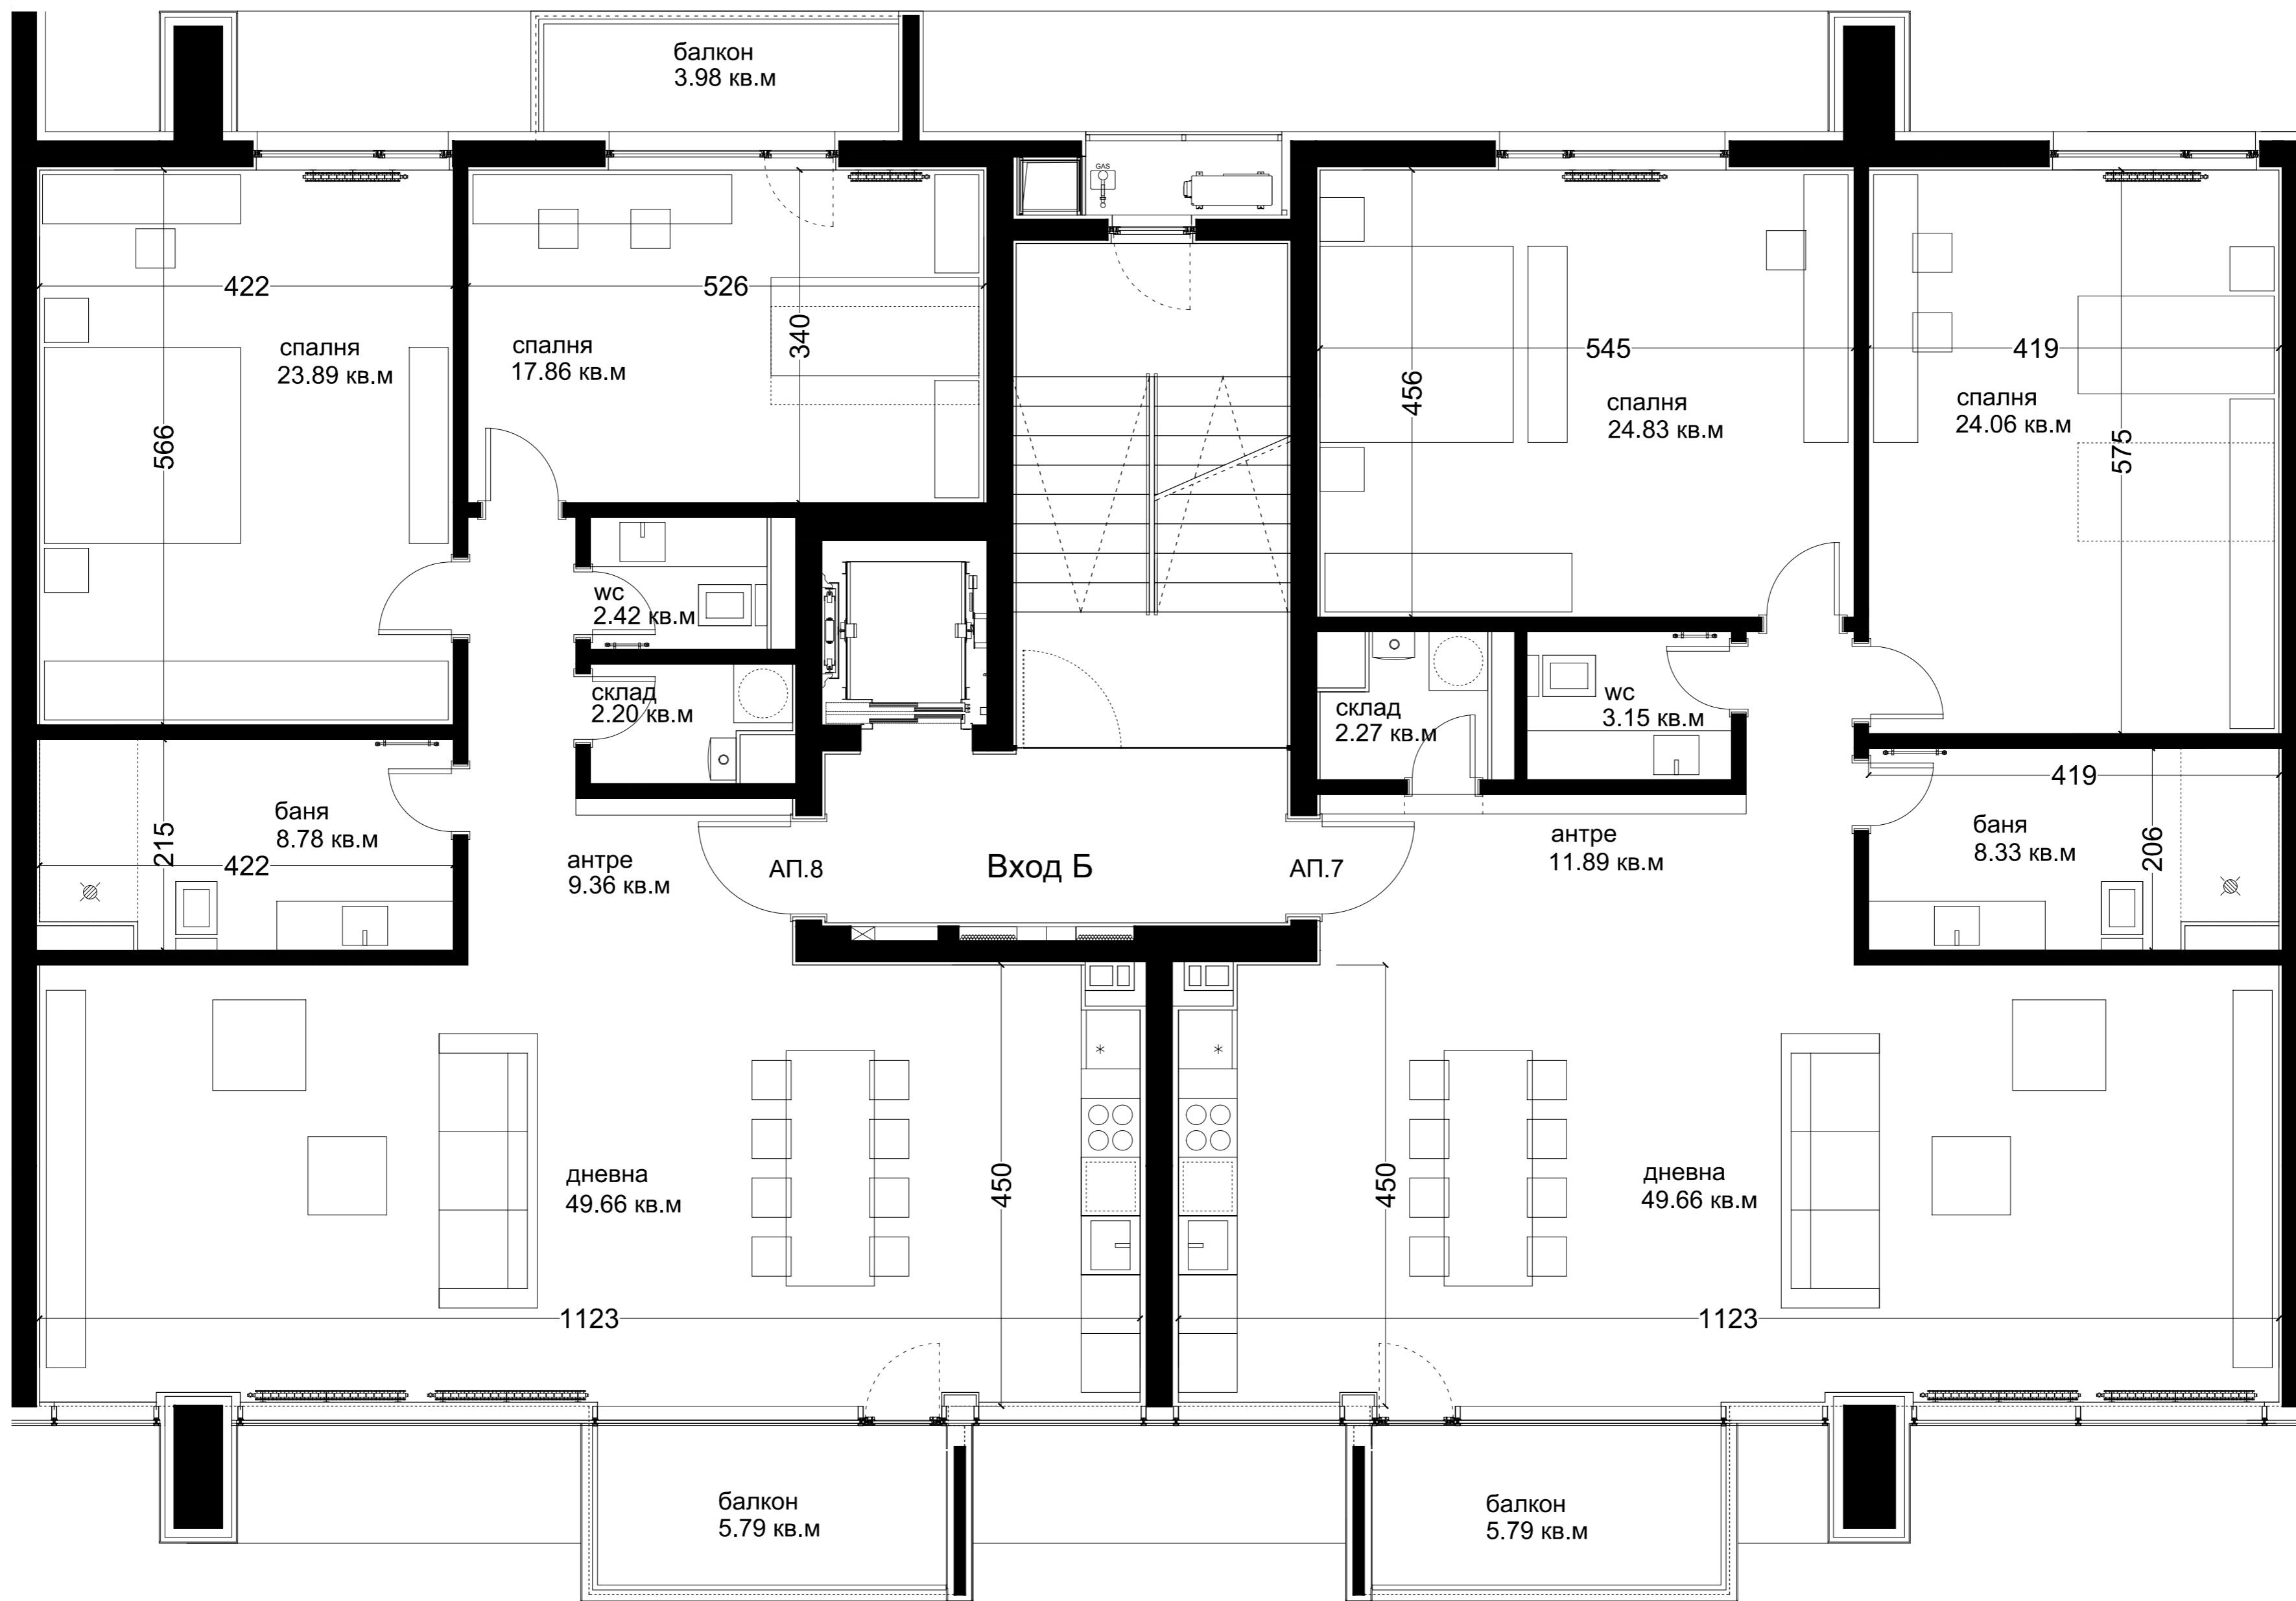 балкон
3.98 кв.м
GAS
422
526
340
545
419
спалня
23.89 кв.м
спалня
17.86 кв.м
456
спалня
24.83 кв.м
спалня
24.06 кв.м
566
575
wc
2.42 кв.м
склад
2.20 кв.м
склад
2.27 кв.м
wc
3.15 кв.м
419
баня
8.78 кв.м
215
422
антре
9.36 кв.м
АП.8
Вход Б
АП.7
антре
11.89 кв.м
баня
8.33 кв.м
206
дневна
49.66 кв.м
450
450
дневна
49.66 кв.м
1123
1123
балкон
5.79 кв.м
балкон
5.79 кв.м